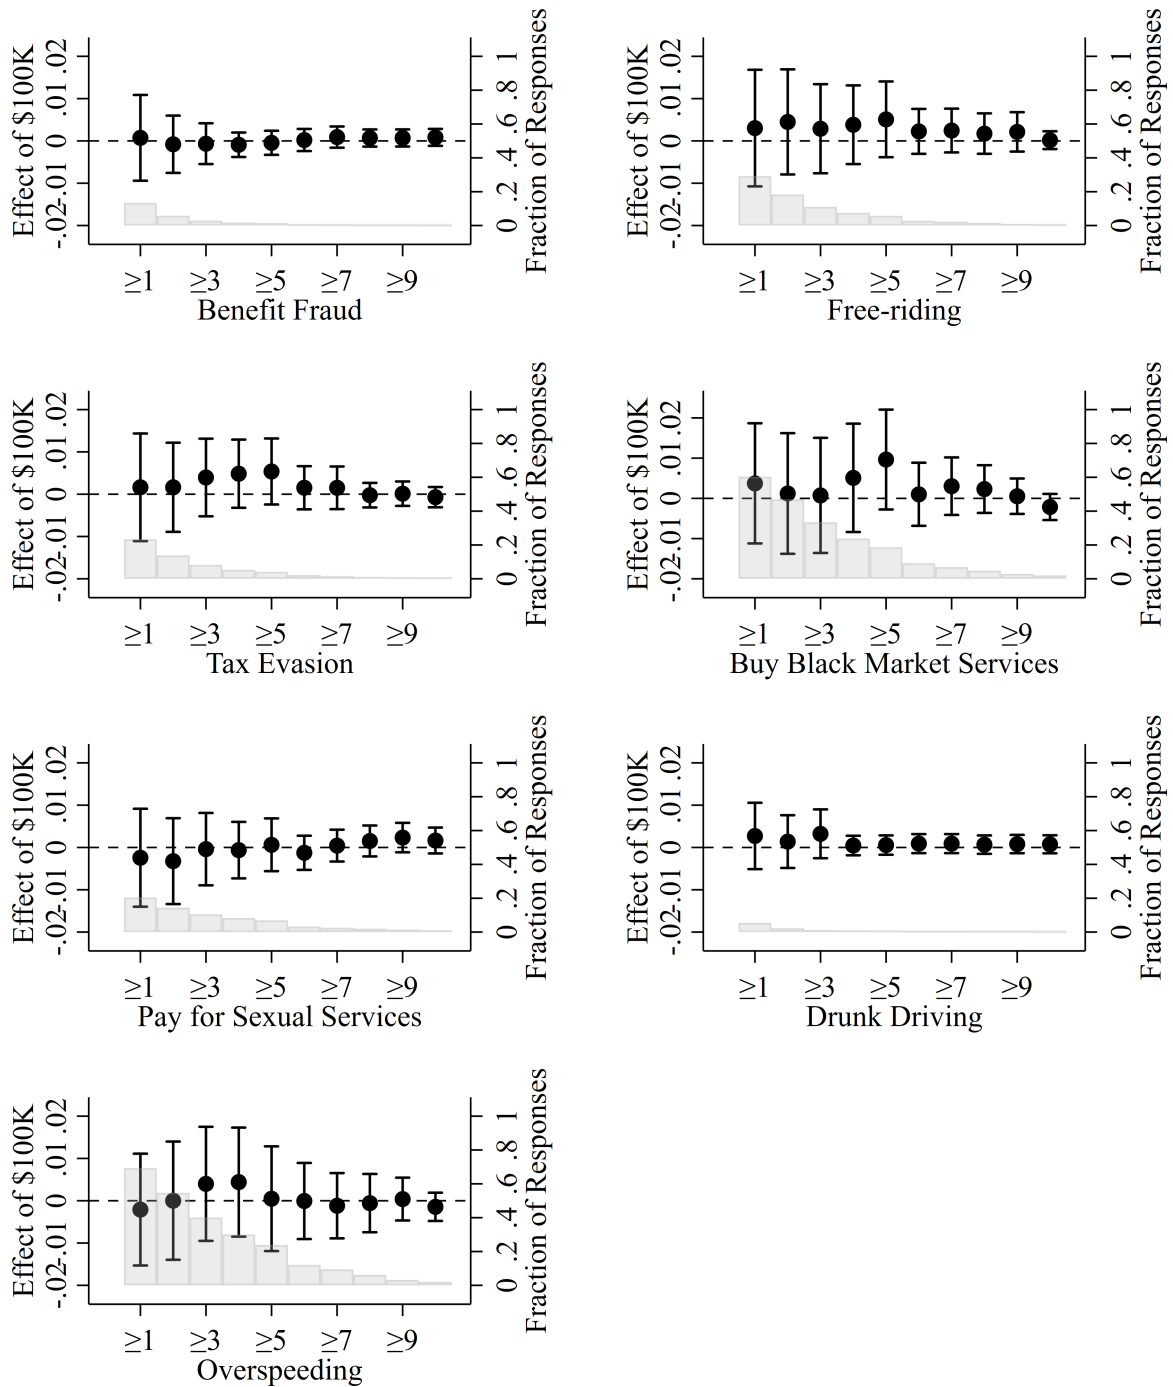 Effect of $100K
-.02 -.01 0 .01 .02
0 .2 .4 .6 .8 1
Fraction of Responses
≥1 ≥3 ≥5 ≥7 ≥9
Benefit Fraud
Effect of $100K
-.02 -.01 0 .01 .02
0 .2 .4 .6 .8 1
Fraction of Responses
≥1 ≥3 ≥5 ≥7 ≥9
Free-riding
Effect of $100K
-.02 -.01 0 .01 .02
0 .2 .4 .6 .8 1
Fraction of Responses
≥1 ≥3 ≥5 ≥7 ≥9
Tax Evasion
Effect of $100K
-.02 -.01 0 .01 .02
0 .2 .4 .6 .8 1
Fraction of Responses
≥1 ≥3 ≥5 ≥7 ≥9
Buy Black Market Services
Effect of $100K
-.02 -.01 0 .01 .02
0 .2 .4 .6 .8 1
Fraction of Responses
≥1 ≥3 ≥5 ≥7 ≥9
Pay for Sexual Services
Effect of $100K
-.02 -.01 0 .01 .02
0 .2 .4 .6 .8 1
Fraction of Responses
≥1 ≥3 ≥5 ≥7 ≥9
Drunk Driving
Effect of $100K
-.02 -.01 0 .01 .02
0 .2 .4 .6 .8 1
Fraction of Responses
≥1 ≥3 ≥5 ≥7 ≥9
Overspeeding